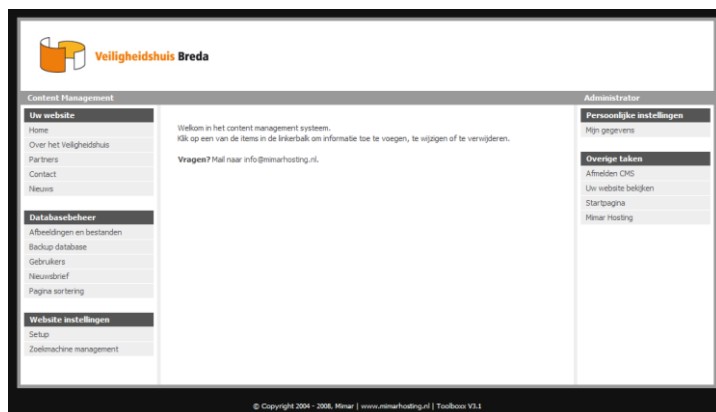 Veiligheidshuis Breda
Content Management
Administrator
Uw website
Home
Over het Veiligheidshuis
Partners
Contact
Nieuws
Databasebeheer
Afbeeldingen en bestanden
Backup database
Gebruikers
Nieuwsbrief
Pagina sortering
Website instellingen
Setup
Zoekmachine management
Welkom in het content management systeem.
Klik op een van de items in de linkerbalk om informatie toe te voegen, te wijzigen of te verwijderen.
Vragen? Mail naar info@mimarhosting.nl.
Persoonlijke instellingen
Mijn gegevens
Overige taken
Afmelden CMS
Uw website bekijken
Startpagina
Mimar Hosting
© Copyright 2004 - 2008, Mimar | www.mimarhosting.nl | Toolboxx V3.1